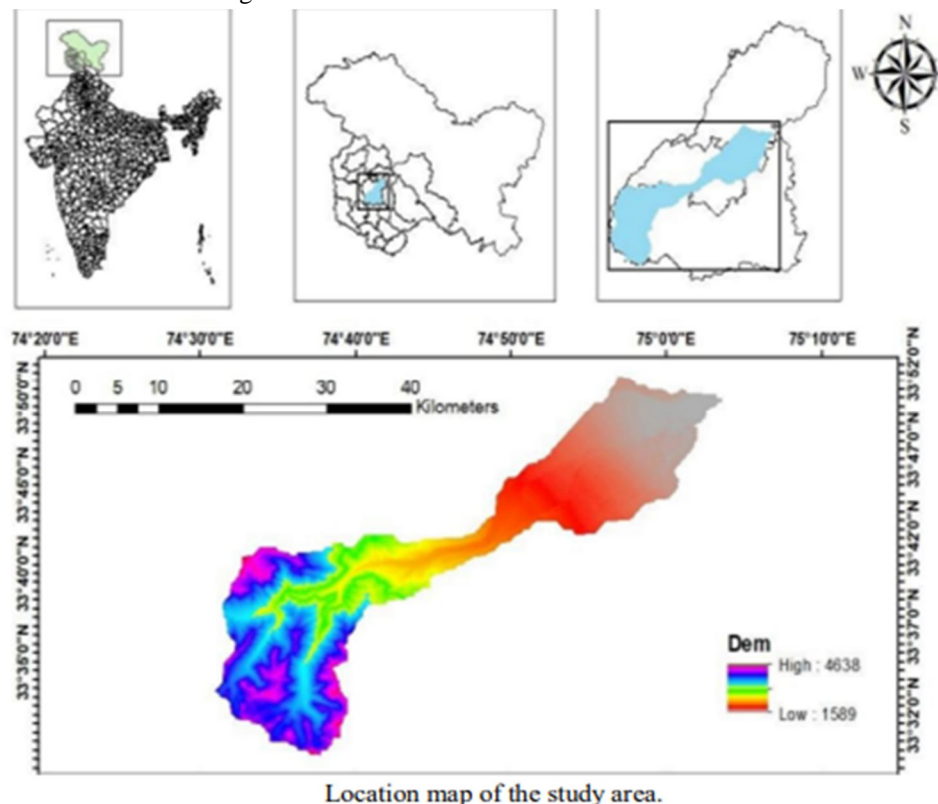 N
W
S
74°20'0"E 74°30'0"E 74°40'0"E 74°50'0"E 75°0'0"E 75°10'0"E
0 5 10 20 30 40
Kilometers
33°50'0"N
33°45'0"N
33°40'0"N
33°35'0"N
33°52'0"N
33°47'0"N
33°42'0"N
33°37'0"N
33°32'0"N
Dem
High : 4638
Low : 1589
Location map of the study area.